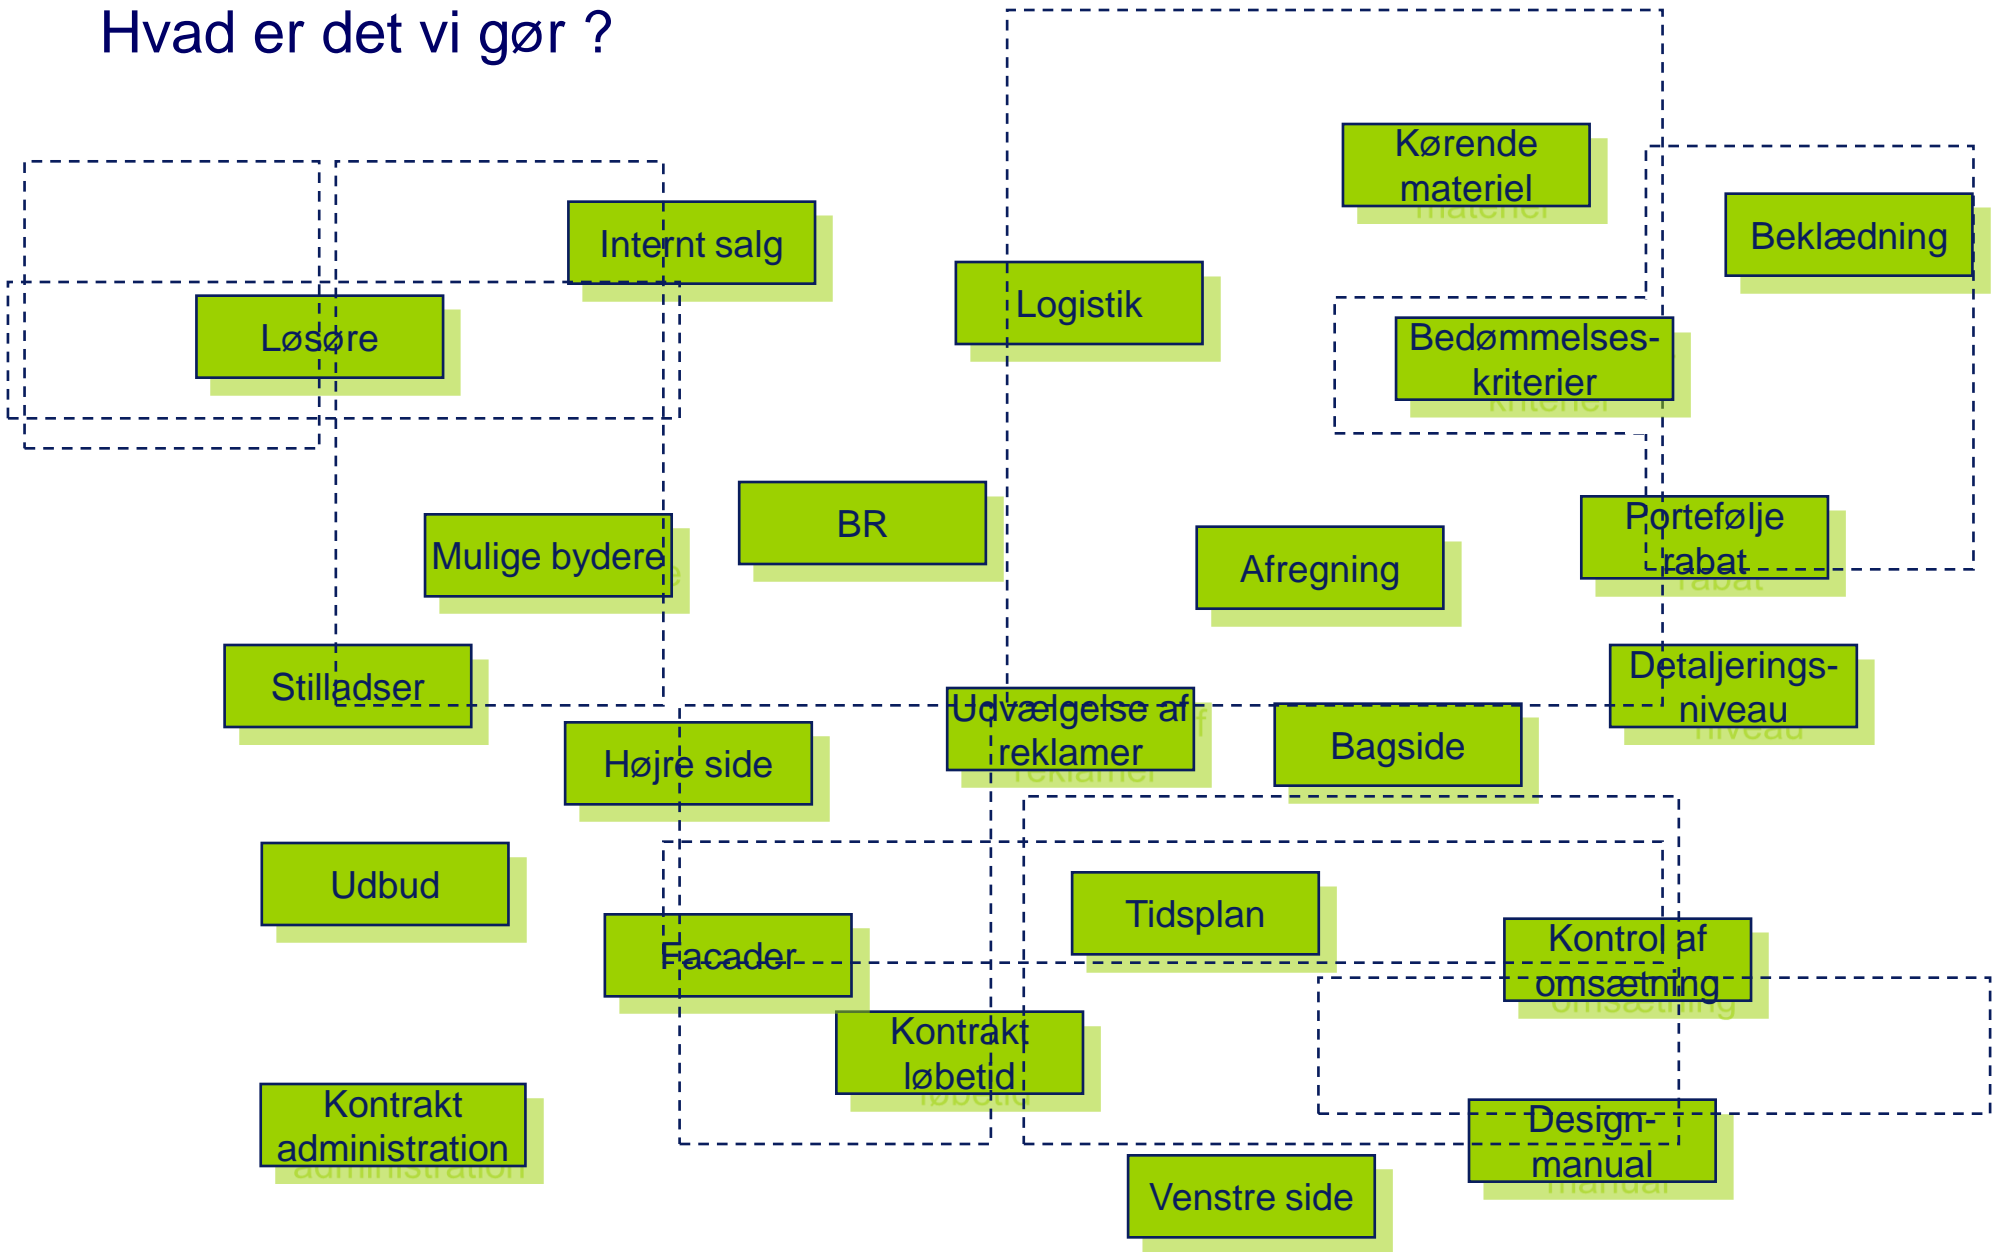 Hvad er det vi gør ?
Kørende
materiel
Beklædning
Internt salg
Logistik
Løsøre
Bedømmelses-
kriterier
Mulige bydere
BR
Afregning
Portefølje
rabat
Stilladser
Højre side
Udvælgelse af
reklamer
Bagside
Detaljerings-
niveau
Udbud
Facader
Tidsplan
Kontrol af
omsætning
Kontrakt
løbetid
Kontrakt
administration
Design-
manual
Venstre side